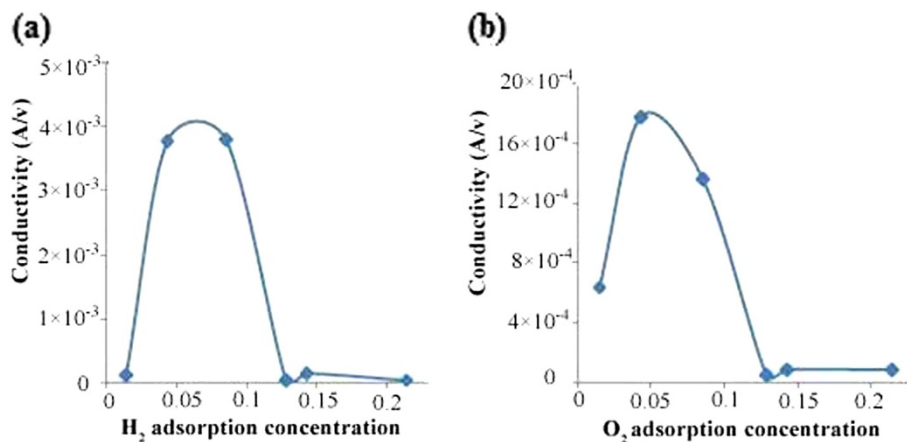 (a)
5×10⁻³
4×10⁻³
3×10⁻³
2×10⁻³
1×10⁻³
0
Conductivity (A/v)
0 0.05 0.1 0.15 0.2
H₂ adsorption concentration
(b)
20×10⁻⁴
16×10⁻⁴
12×10⁻⁴
8×10⁻⁴
4×10⁻⁴
0
Conductivity (A/v)
0 0.05 0.1 0.15 0.2
O₂ adsorption concentration